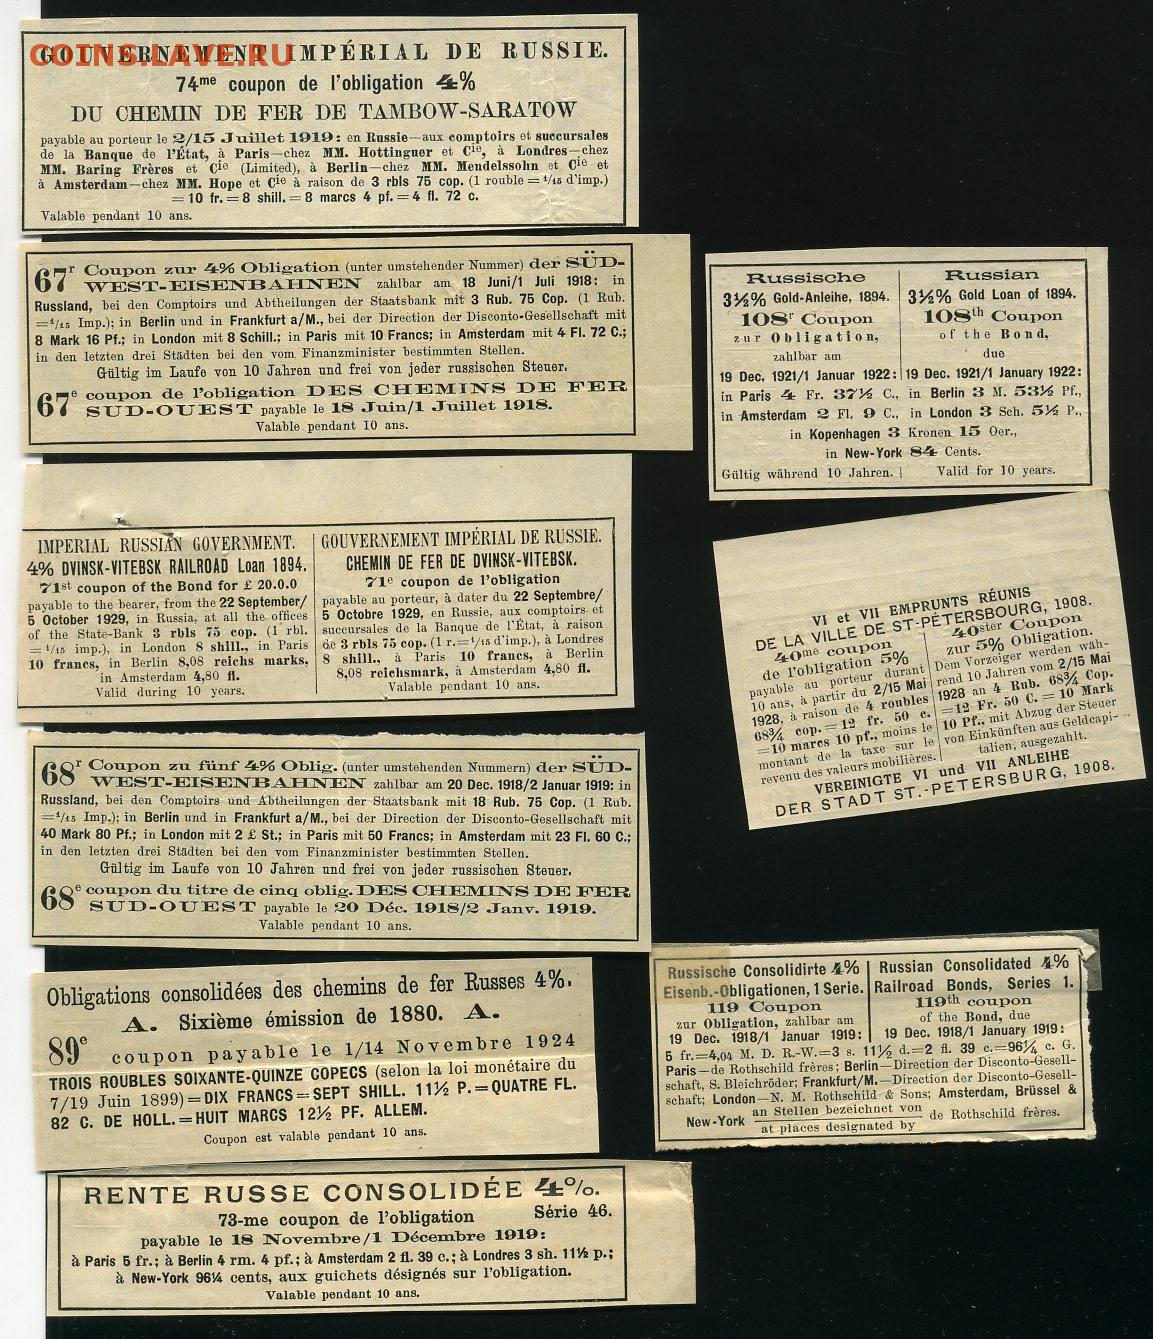 COINS.LAVE.RU
GOUVERNEMENT IMPÉRIAL DE RUSSIE.
74me coupon de l'obligation 4%
DU CHEMIN DE FER DE TAMBOW-SARATOW
payable au porteur le 2/15 Juillet 1919: en Russie—aux comptoirs et succursales
de la Banque de l'État, à Paris—chez MM. Hottinguer et Cie, à Londres—chez
MM. Baring Frères et Cie (Limited), à Berlin—chez MM. Mendelssohn et Cie et
à Amsterdam—chez MM. Hope et Cie à raison de 3 rbls 75 cop. (1 rouble = 1/15 d'imp.)
= 10 fr. = 8 shill. = 8 marcs 4 pf. = 4 fl. 72 c.
Valable pendant 10 ans.
67r Coupon zur 4% Obligation (unter umstehender Nummer) der SÜD-
WEST-EISENBAHNEN zahlbar am 18 Juni/1 Juli 1918: in
Russland, bei den Comptoirs und Abtheilungen der Staatsbank mit 3 Rub. 75 Cop. (1 Rub.
= 1/15 Imp.); in Berlin und in Frankfurt a/M., bei der Direction der Disconto-Gesellschaft mit
8 Mark 16 Pf.; in London mit 8 Schill.; in Paris mit 10 Francs; in Amsterdam mit 4 Fl. 72 C.;
in den letzten drei Städten bei den vom Finanzminister bestimmten Stellen.
Gültig im Laufe von 10 Jahren und frei von jeder russischen Steuer.
67e coupon de l'obligation DES CHEMINS DE FER
SUD-OUEST payable le 18 Juin/1 Juillet 1918.
Valable pendant 10 ans.
IMPERIAL RUSSIAN GOVERNMENT.
4% DVINSK-VITEBSK RAILROAD Loan 1894.
71st coupon of the Bond for £ 20.0.0
payable to the bearer, from the 22 September/
5 October 1929, in Russia, at all the offices
of the State-Bank 3 rbls 75 cop. (1 rbl.
= 1/15 imp.), in London 8 shill., in Paris
10 francs, in Berlin 8,08 reichs marks,
in Amsterdam 4,80 fl.
Valid during 10 years.
GOUVERNEMENT IMPÉRIAL DE RUSSIE.
CHEMIN DE FER DE DVINSK-VITEBSK.
71e coupon de l'obligation
payable au porteur, à dater du 22 Septembre/
5 Octobre 1929, en Russie, aux comptoirs et
succursales de la Banque de l'État, à raison
de 3 rbls 75 cop. (1 r. = 1/15 d'imp.), à Londres
8 shill., à Paris 10 francs, à Berlin
8,08 reichsmark, à Amsterdam 4,80 fl.
Valable pendant 10 ans.
68r Coupon zu fünf 4% Oblig. (unter umstehenden Nummern) der SÜD-
WEST-EISENBAHNEN zahlbar am 20 Dec. 1918/2 Januar 1919: in
Russland, bei den Comptoirs und Abtheilungen der Staatsbank mit 18 Rub. 75 Cop. (1 Rub.
= 1/15 Imp.); in Berlin und in Frankfurt a/M., bei der Direction der Disconto-Gesellschaft mit
40 Mark 80 Pf.; in London mit 2 £ St.; in Paris mit 50 Francs; in Amsterdam mit 23 Fl. 60 C.;
in den letzten drei Städten bei den vom Finanzminister bestimmten Stellen.
Gültig im Laufe von 10 Jahren und frei von jeder russischen Steuer.
68e coupon du titre de cinq oblig. DES CHEMINS DE FER
SUD-OUEST payable le 20 Déc. 1918/2 Janv. 1919.
Valable pendant 10 ans.
Obligations consolidées des chemins de fer Russes 4%.
A. Sixième émission de 1880. A.
89e coupon payable le 1/14 Novembre 1924
TROIS ROUBLES SOIXANTE-QUINZE COPECS (selon la loi monétaire du
7/19 Juin 1899) = DIX FRANCS = SEPT SHILL. 11½ P. = QUATRE FL.
82 C. DE HOLL. = HUIT MARCS 12½ PF. ALLEM.
Coupon est valable pendant 10 ans.
RENTE RUSSE CONSOLIDÉE 4%.
73-me coupon de l'obligation Série 46.
payable le 18 Novembre/1 Décembre 1919:
à Paris 5 fr.; à Berlin 4 rm. 4 pf.; à Amsterdam 2 fl. 39 c.; à Londres 3 sh. 11½ p.;
à New-York 96¼ cents, aux guichets désignés sur l'obligation.
Valable pendant 10 ans.
Russische
3½% Gold-Anleihe, 1894.
108r Coupon
zur Obligation,
zahlbar am
19 Dec. 1921/1 Januar 1922:
in Paris 4 Fr. 37½ C.,
in Amsterdam 2 Fl. 9 C.,
Russian
3½% Gold Loan of 1894.
108th Coupon
of the Bond,
due
19 Dec. 1921/1 January 1922:
in Berlin 3 M. 53½ Pf.,
in London 3 Sch. 5½ P.,
in Kopenhagen 3 Kronen 15 Oer.,
in New-York 84 Cents.
Gültig während 10 Jahren. Valid for 10 years.
VI et VII EMPRUNTS RÉUNIS
DE LA VILLE DE ST-PÉTERSBOURG, 1908.
40me coupon
de l'obligation 5%
payable au porteur durant
10 ans, à partir du 2/15 Mai
1928, à raison de 4 roubles
68¾ cop. = 12 fr. 50 c.
= 10 marcs 10 pf., moins le
montant de la taxe sur le
revenu des valeurs mobilières.
40ster Coupon
zur 5% Obligation.
Dem Vorzeiger werden wäh-
rend 10 Jahren vom 2/15 Mai
1928 an 4 Rub. 68¾ Cop.
= 12 Fr. 50 C. = 10 Mark
10 Pf., mit Abzug der Steuer
von Einkünften aus Geldcapi-
talien, ausgezahlt.
VEREINIGTE VI und VII ANLEIHE
DER STADT ST.-PETERSBURG, 1908.
Russische Consolidirte 4%
Eisenb.-Obligationen, 1 Serie.
119 Coupon
zur Obligation, zahlbar am
19 Dec. 1918/1 Januar 1919:
Russian Consolidated 4%
Railroad Bonds, Series 1.
119th coupon
of the Bond, due
19 Dec. 1918/1 January 1919:
5 fr. = 4,04 M. D. R.-W. = 3 s. 11½ d. = 2 fl. 39 c. = 96¼ c. G.
Paris—de Rothschild frères; Berlin—Direction der Disconto-Gesell-
schaft, S. Bleichröder; Frankfurt/M.—Direction der Disconto-Gesell-
schaft; London—N. M. Rothschild & Sons; Amsterdam, Brüssel &
New-York an Stellen bezeichnet von de Rothschild frères.
at places designated by